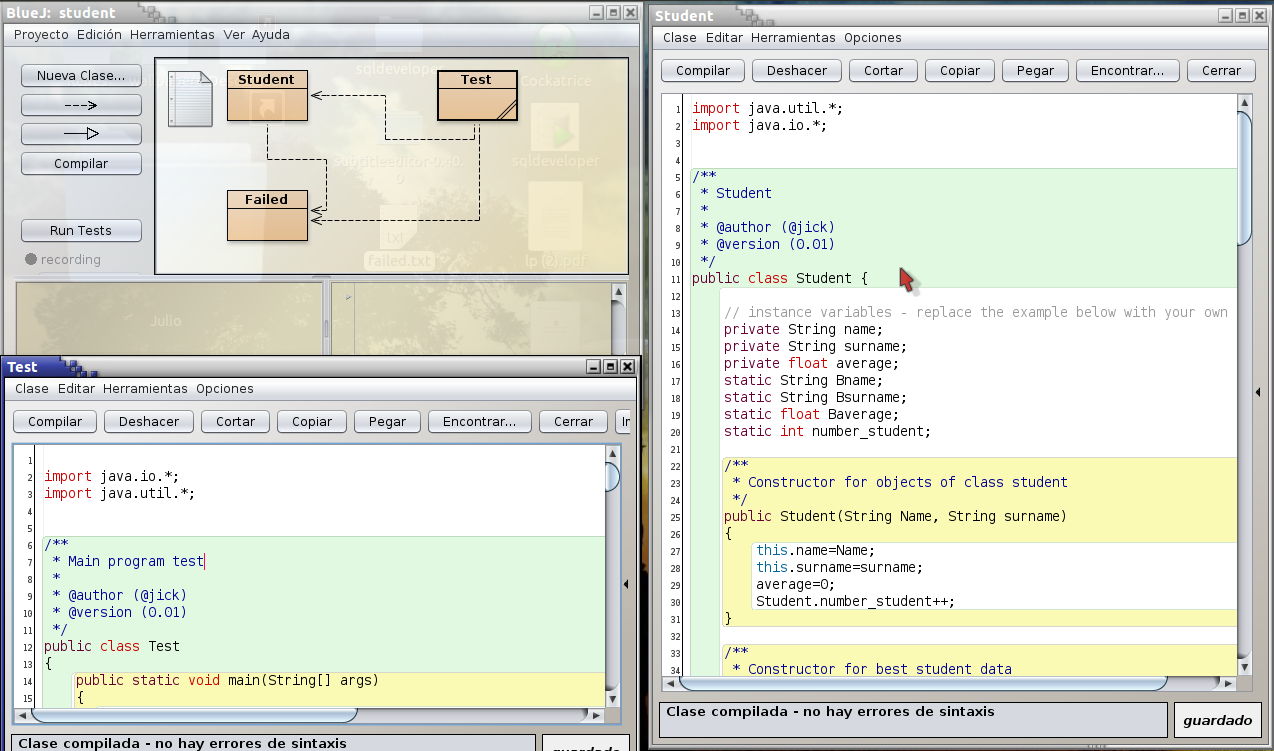 BlueJ: student
Proyecto Edición Herramientas Ver Ayuda
Nueva Clase...
Compilar
Run Tests
recording
Student
Test
Failed
sqldeveloper
Cockatrice
subtitleeditor-0.40.
0
sqldeveloper
txt
failed.txt
lp (2).pdf
Julio
Test
Clase Editar Herramientas Opciones
Compilar Deshacer Cortar Copiar Pegar Encontrar... Cerrar
1
2 import java.io.*;
3 import java.util.*;
4
5
6 /**
7 * Main program test
8 *
9 * @author (@jick)
10 * @version (0.01)
11 */
12 public class Test
13 {
14 public static void main(String[] args)
15 {
Clase compilada - no hay errores de sintaxis
guardado
Student
Clase Editar Herramientas Opciones
Compilar Deshacer Cortar Copiar Pegar Encontrar... Cerrar
1 import java.util.*;
2 import java.io.*;
3
4
5 /**
6 * Student
7 *
8 * @author (@jick)
9 * @version (0.01)
10 */
11 public class Student {
12
13 // instance variables - replace the example below with your own
14 private String name;
15 private String surname;
16 private float average;
17 static String Bname;
18 static String Bsurname;
19 static float Baverage;
20 static int number_student;
21
22 /**
23 * Constructor for objects of class student
24 */
25 public Student(String Name, String surname)
26 {
27 this.name=Name;
28 this.surname=surname;
29 average=0;
30 Student.number_student++;
31 }
32
33 /**
34 * Constructor for best student data
Clase compilada - no hay errores de sintaxis
guardado